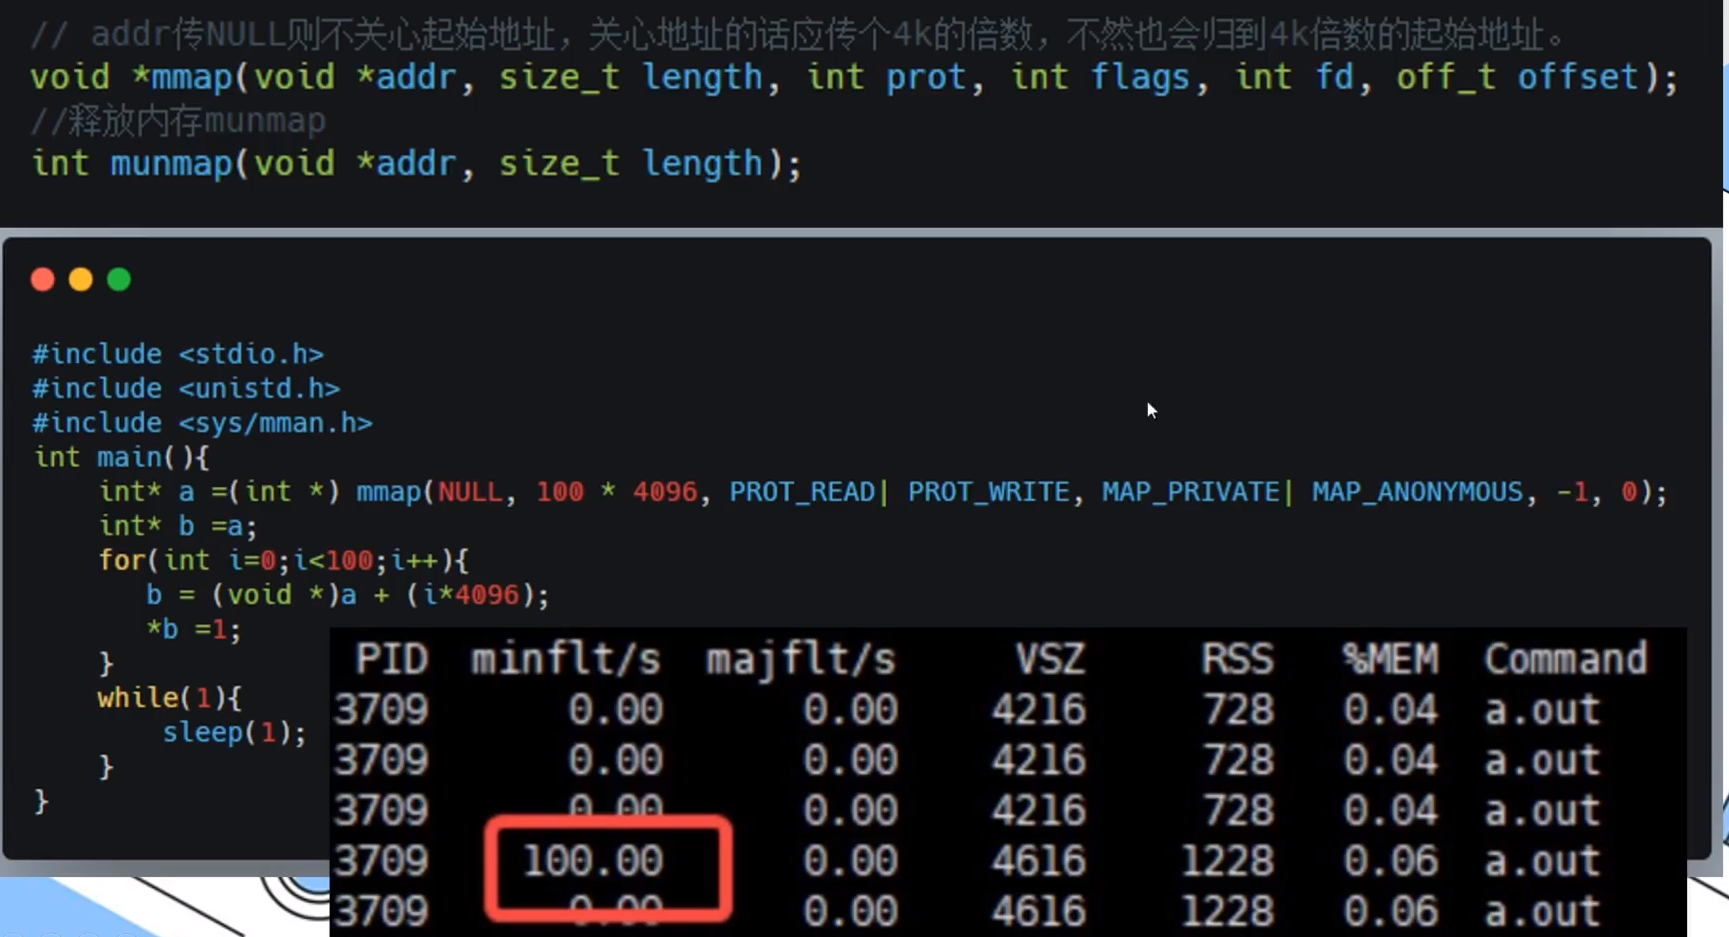 // addr传NULL则不关心起始地址，关心地址的话应传个4k的倍数，不然也会归到4k倍数的起始地址。
void *mmap(void *addr, size_t length, int prot, int flags, int fd, off_t offset);
//释放内存munmap
int munmap(void *addr, size_t length);
#include <stdio.h>
#include <unistd.h>
#include <sys/mman.h>
int main(){
    int* a =(int *) mmap(NULL, 100 * 4096, PROT_READ| PROT_WRITE, MAP_PRIVATE| MAP_ANONYMOUS, -1, 0);
    int* b =a;
    for(int i=0;i<100;i++){
       b = (void *)a + (i*4096);
       *b =1;
    }
    while(1){
        sleep(1);
    }
}
PID minflt/s majflt/s VSZ RSS %MEM Command
3709 0.00 0.00 4216 728 0.04 a.out
3709 0.00 0.00 4216 728 0.04 a.out
3709 0.00 0.00 4216 728 0.04 a.out
3709 100.00 0.00 4616 1228 0.06 a.out
3709 0.00 0.00 4616 1228 0.06 a.out